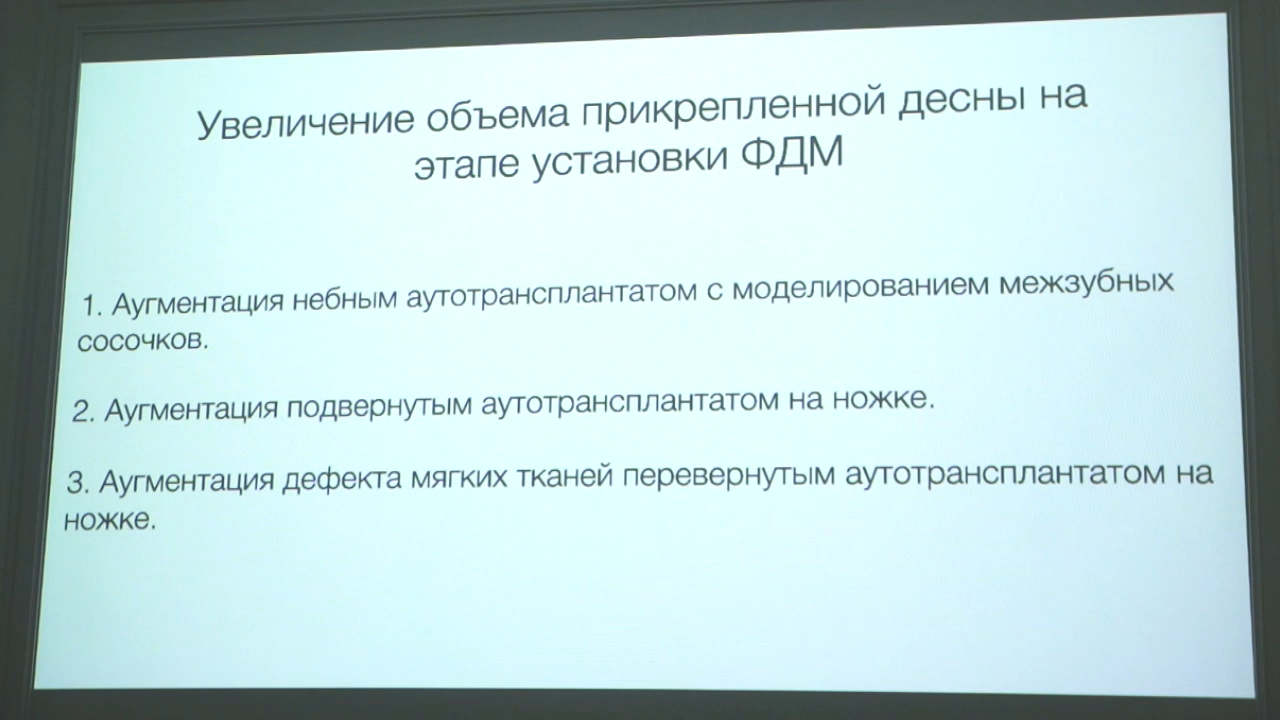 Увеличение объема прикрепленной десны на
этапе установки ФДМ
1. Аугментация небным аутотрансплантатом с моделированием межзубных
сосочков.
2. Аугментация подвернутым аутотрансплантатом на ножке.
3. Аугментация дефекта мягких тканей перевернутым аутотрансплантатом на
ножке.